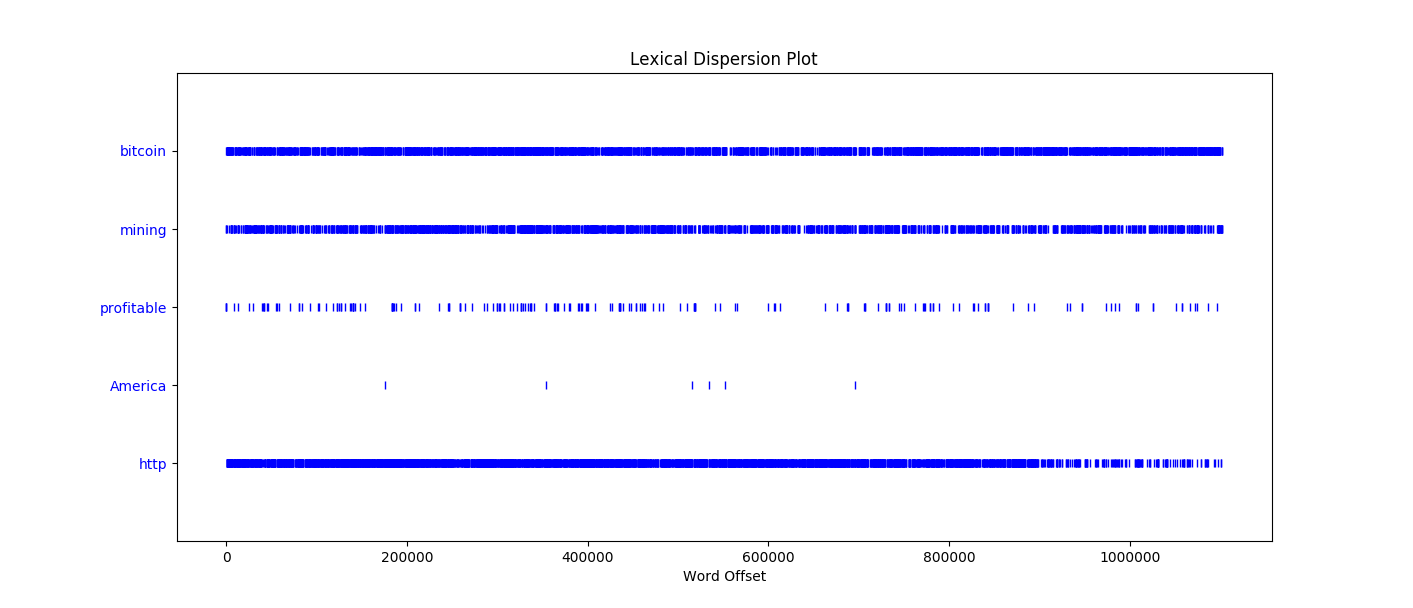 Lexical Dispersion Plot
bitcoin
mining
profitable
America
http
0 200000 400000 600000 800000 1000000
Word Offset